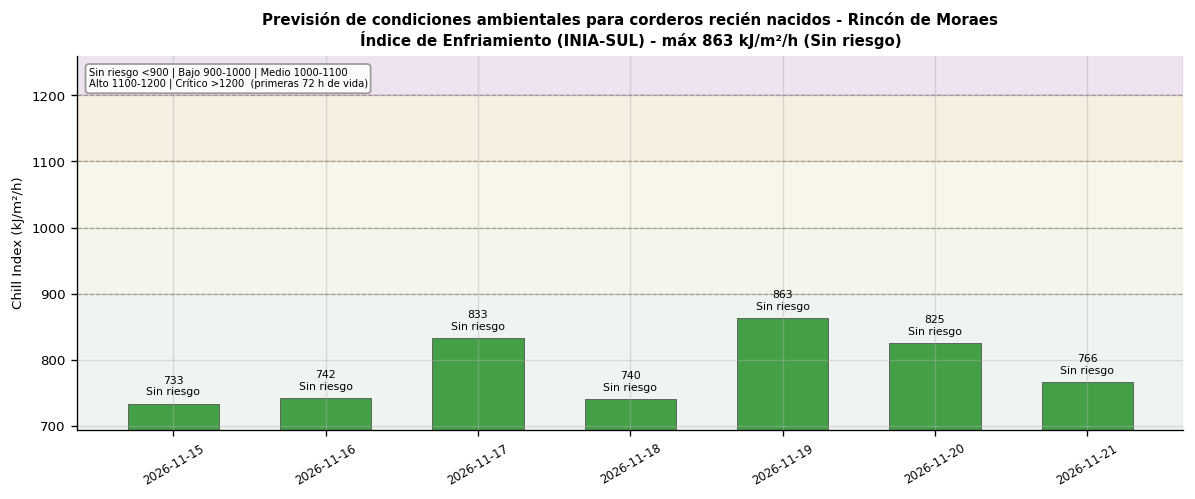 Previsión de condiciones ambientales para corderos recién nacidos - Rincón de Moraes
Índice de Enfriamiento (INIA-SUL) - máx 863 kJ/m²/h (Sin riesgo)
Sin riesgo <900 | Bajo 900-1000 | Medio 1000-1100
Alto 1100-1200 | Crítico >1200  (primeras 72 h de vida)
Chill Index (kJ/m²/h)
1200
1100
1000
900
800
700
733
Sin riesgo
742
Sin riesgo
833
Sin riesgo
740
Sin riesgo
863
Sin riesgo
825
Sin riesgo
766
Sin riesgo
2026-11-15
2026-11-16
2026-11-17
2026-11-18
2026-11-19
2026-11-20
2026-11-21